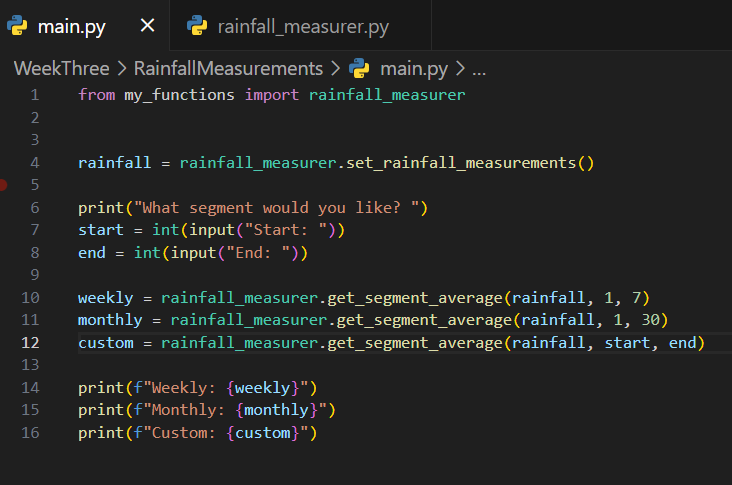 main.py × rainfall_measurer.py
WeekThree > RainfallMeasurements > main.py > ...
1 from my_functions import rainfall_measurer
2
3
4 rainfall = rainfall_measurer.set_rainfall_measurements()
5
6 print("What segment would you like? ")
7 start = int(input("Start: "))
8 end = int(input("End: "))
9
10 weekly = rainfall_measurer.get_segment_average(rainfall, 1, 7)
11 monthly = rainfall_measurer.get_segment_average(rainfall, 1, 30)
12 custom = rainfall_measurer.get_segment_average(rainfall, start, end)
13
14 print(f"Weekly: {weekly}")
15 print(f"Monthly: {monthly}")
16 print(f"Custom: {custom}")